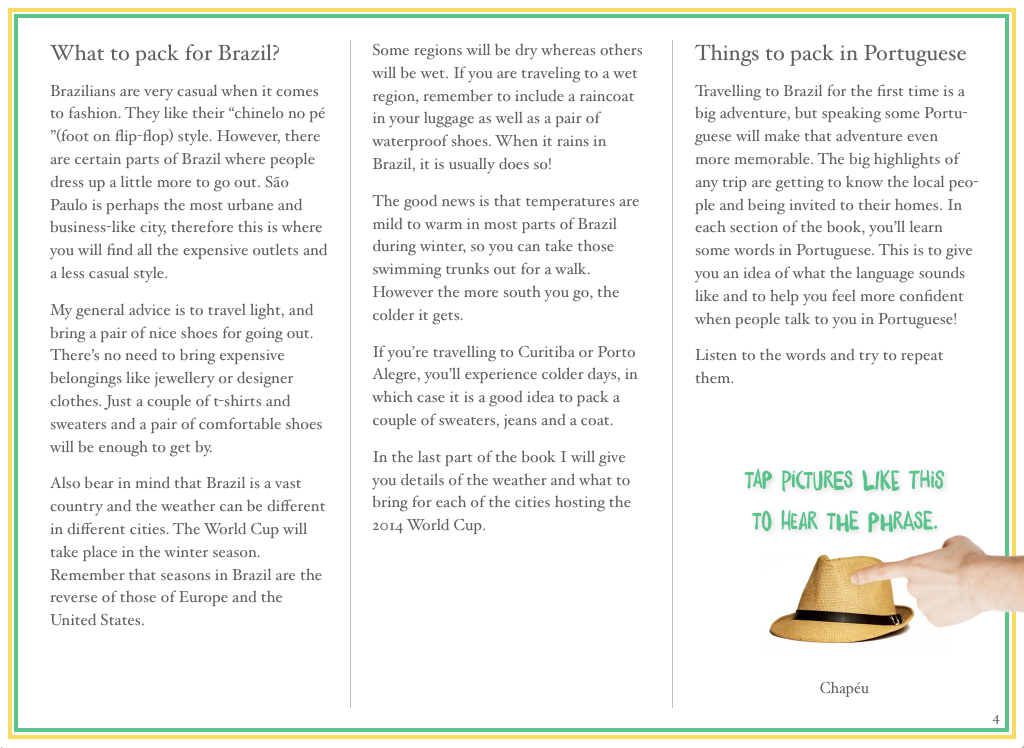 What to pack for Brazil?
Brazilians are very casual when it comes
to fashion. They like their “chinelo no pé
”(foot on flip-flop) style. However, there
are certain parts of Brazil where people
dress up a little more to go out. São
Paulo is perhaps the most urbane and
business-like city, therefore this is where
you will find all the expensive outlets and
a less casual style.
My general advice is to travel light, and
bring a pair of nice shoes for going out.
There’s no need to bring expensive
belongings like jewellery or designer
clothes. Just a couple of t-shirts and
sweaters and a pair of comfortable shoes
will be enough to get by.
Also bear in mind that Brazil is a vast
country and the weather can be different
in different cities. The World Cup will
take place in the winter season.
Remember that seasons in Brazil are the
reverse of those of Europe and the
United States.
Some regions will be dry whereas others
will be wet. If you are traveling to a wet
region, remember to include a raincoat
in your luggage as well as a pair of
waterproof shoes. When it rains in
Brazil, it is usually does so!
The good news is that temperatures are
mild to warm in most parts of Brazil
during winter, so you can take those
swimming trunks out for a walk.
However the more south you go, the
colder it gets.
If you’re travelling to Curitiba or Porto
Alegre, you’ll experience colder days, in
which case it is a good idea to pack a
couple of sweaters, jeans and a coat.
In the last part of the book I will give
you details of the weather and what to
bring for each of the cities hosting the
2014 World Cup.
Things to pack in Portuguese
Travelling to Brazil for the first time is a
big adventure, but speaking some Portu-
guese will make that adventure even
more memorable. The big highlights of
any trip are getting to know the local peo-
ple and being invited to their homes. In
each section of the book, you’ll learn
some words in Portuguese. This is to give
you an idea of what the language sounds
like and to help you feel more confident
when people talk to you in Portuguese!
Listen to the words and try to repeat
them.
TAP PICTURES LIKE THIS
TO HEAR THE PHRASE.
Chapéu
4